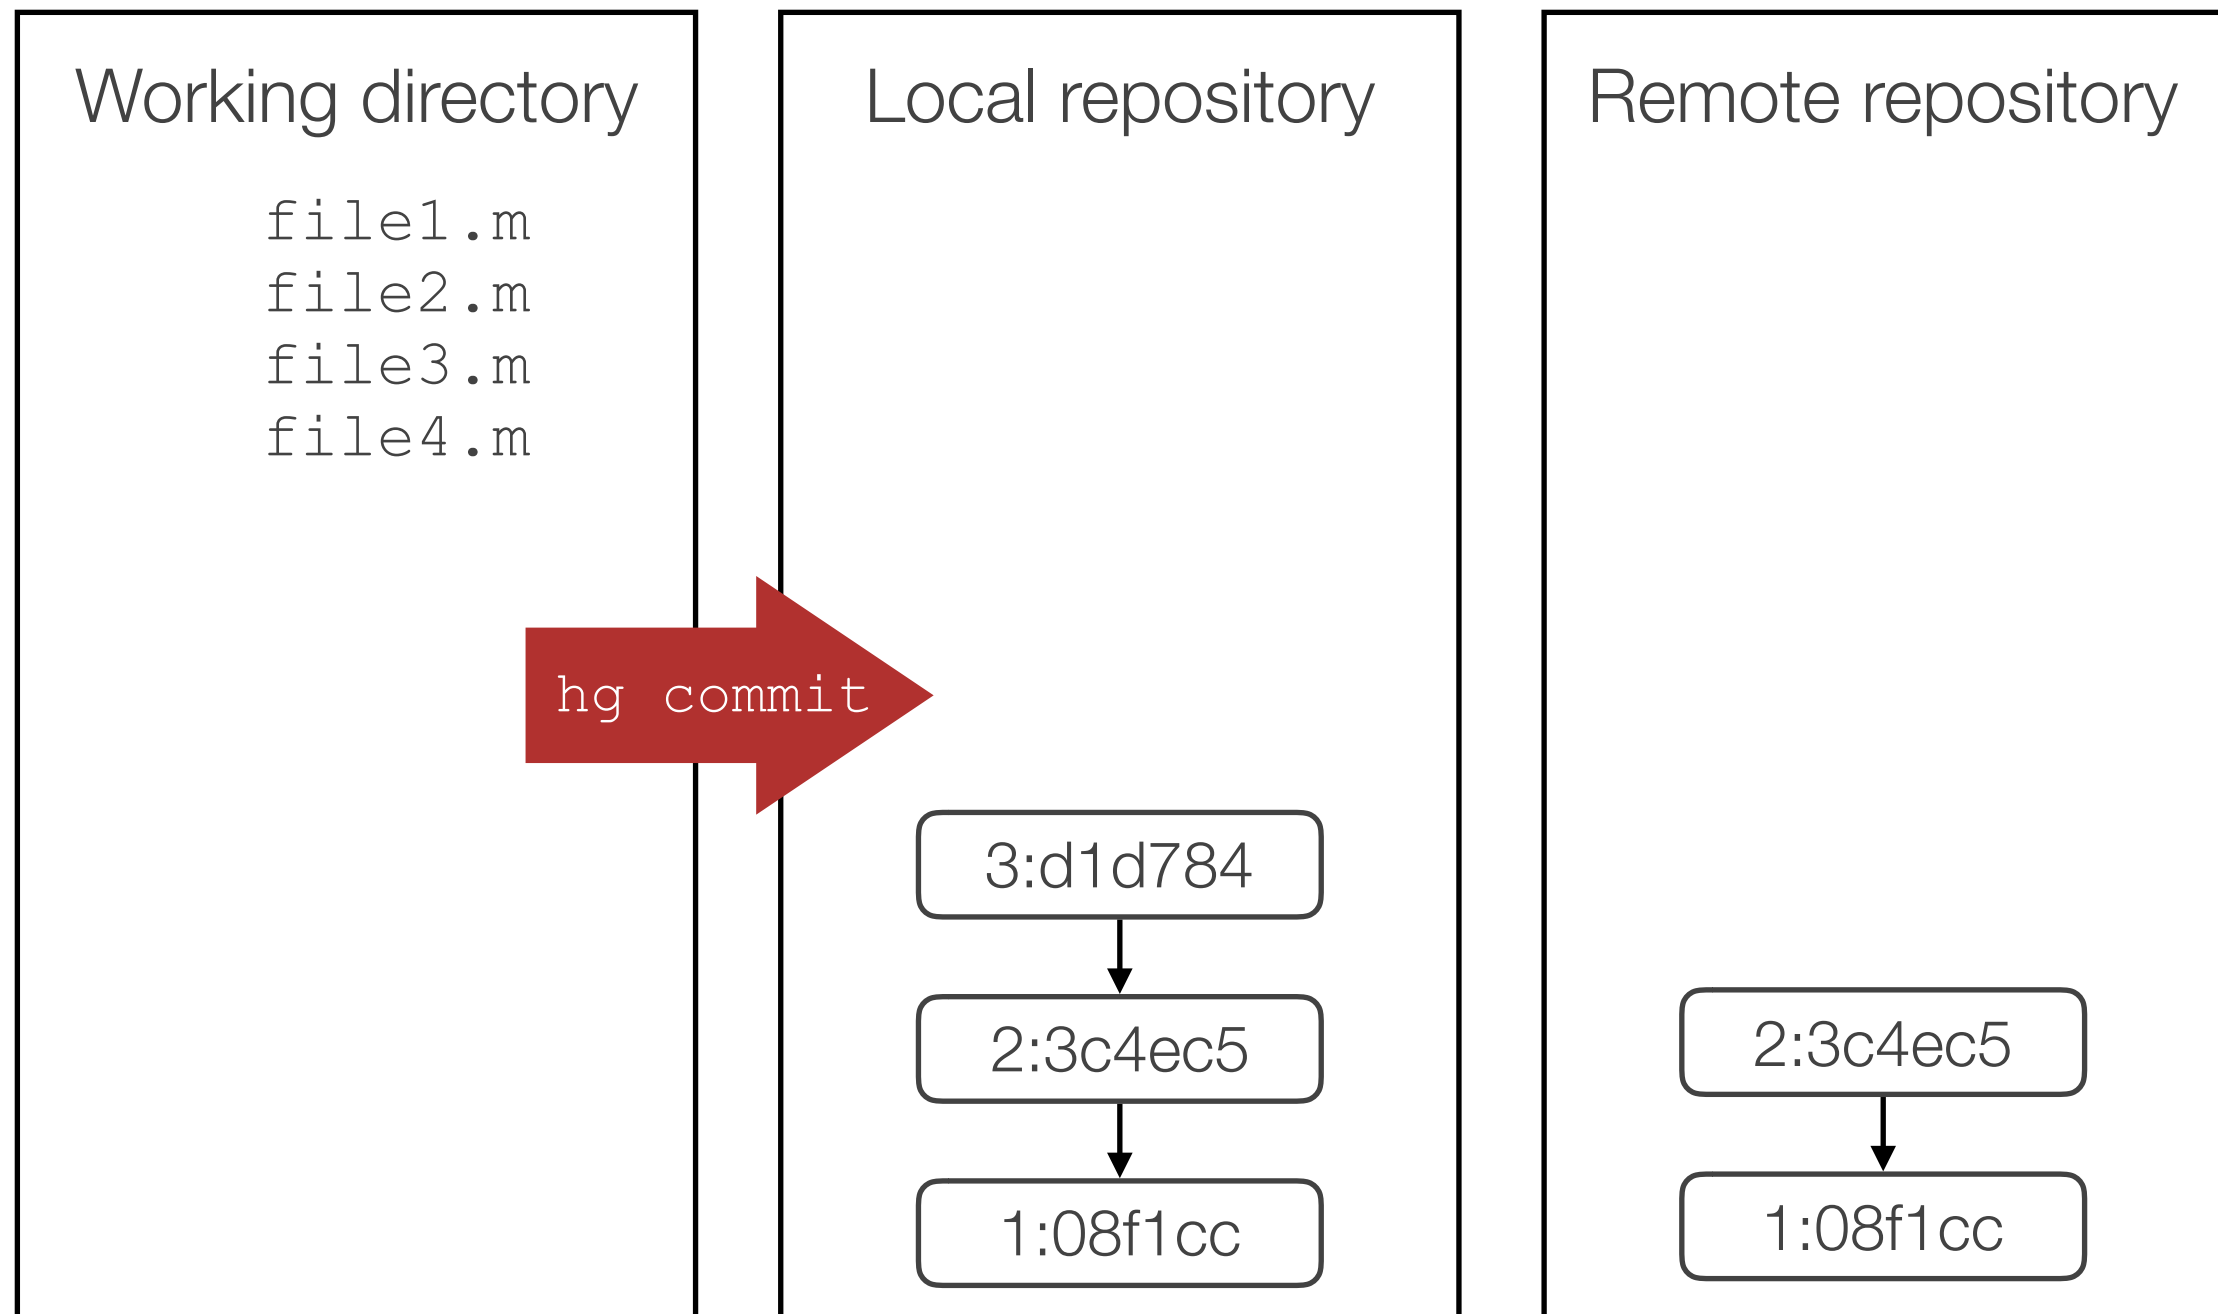 Working directory
file1.m
file2.m
file3.m
file4.m
hg commit
Local repository
3:d1d784
2:3c4ec5
1:08f1cc
Remote repository
2:3c4ec5
1:08f1cc